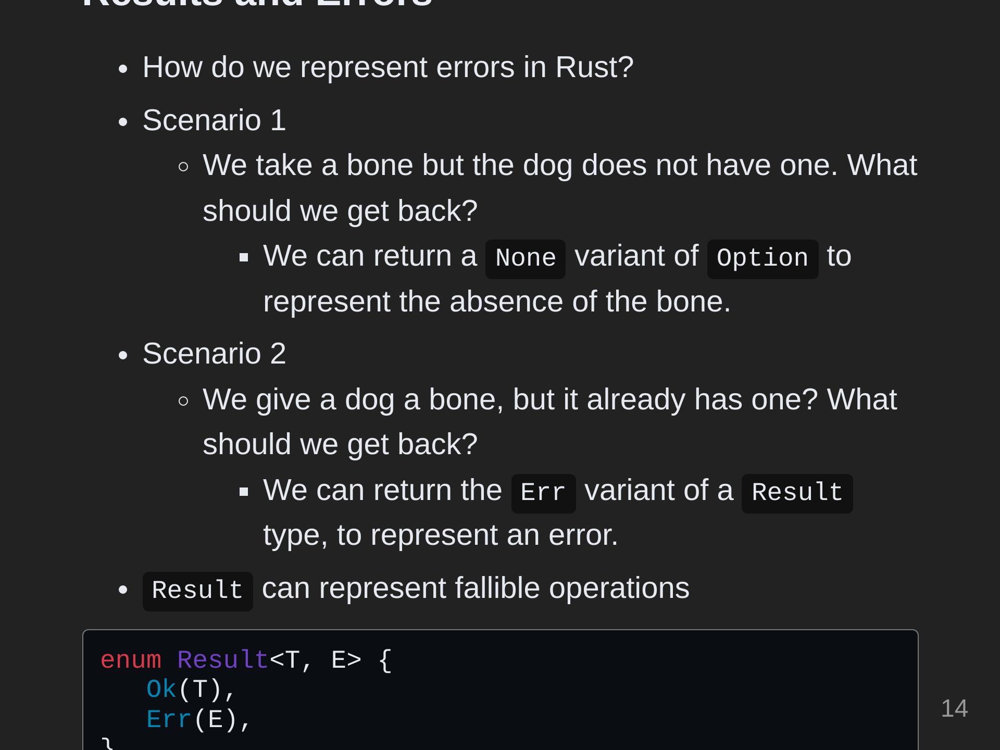 Results and Errors
• How do we represent errors in Rust?
• Scenario 1
◦ We take a bone but the dog does not have one. What
should we get back?
▪ We can return a None variant of Option to
represent the absence of the bone.
• Scenario 2
◦ We give a dog a bone, but it already has one? What
should we get back?
▪ We can return the Err variant of a Result
type, to represent an error.
• Result can represent fallible operations
enum Result<T, E> {
   Ok(T),
   Err(E),
}
14